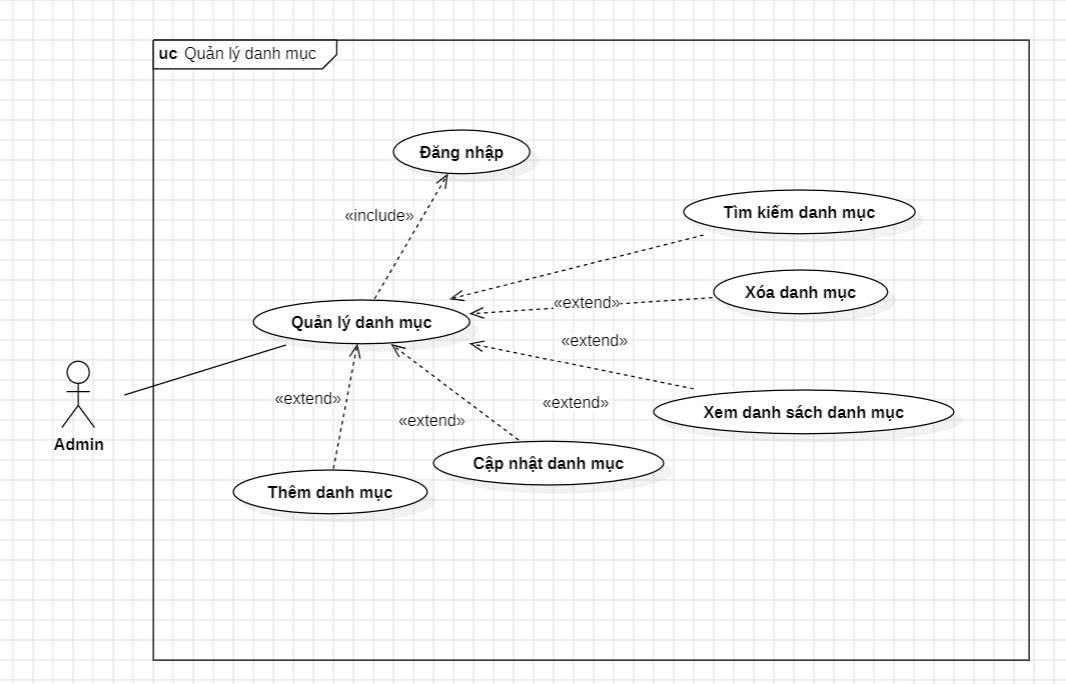 uc Quản lý danh mục
Đăng nhập
«include»
Tìm kiếm danh mục
Xóa danh mục
«extend»
Quản lý danh mục
«extend»
«extend»
«extend»
Xem danh sách danh mục
«extend»
Admin
Cập nhật danh mục
Thêm danh mục